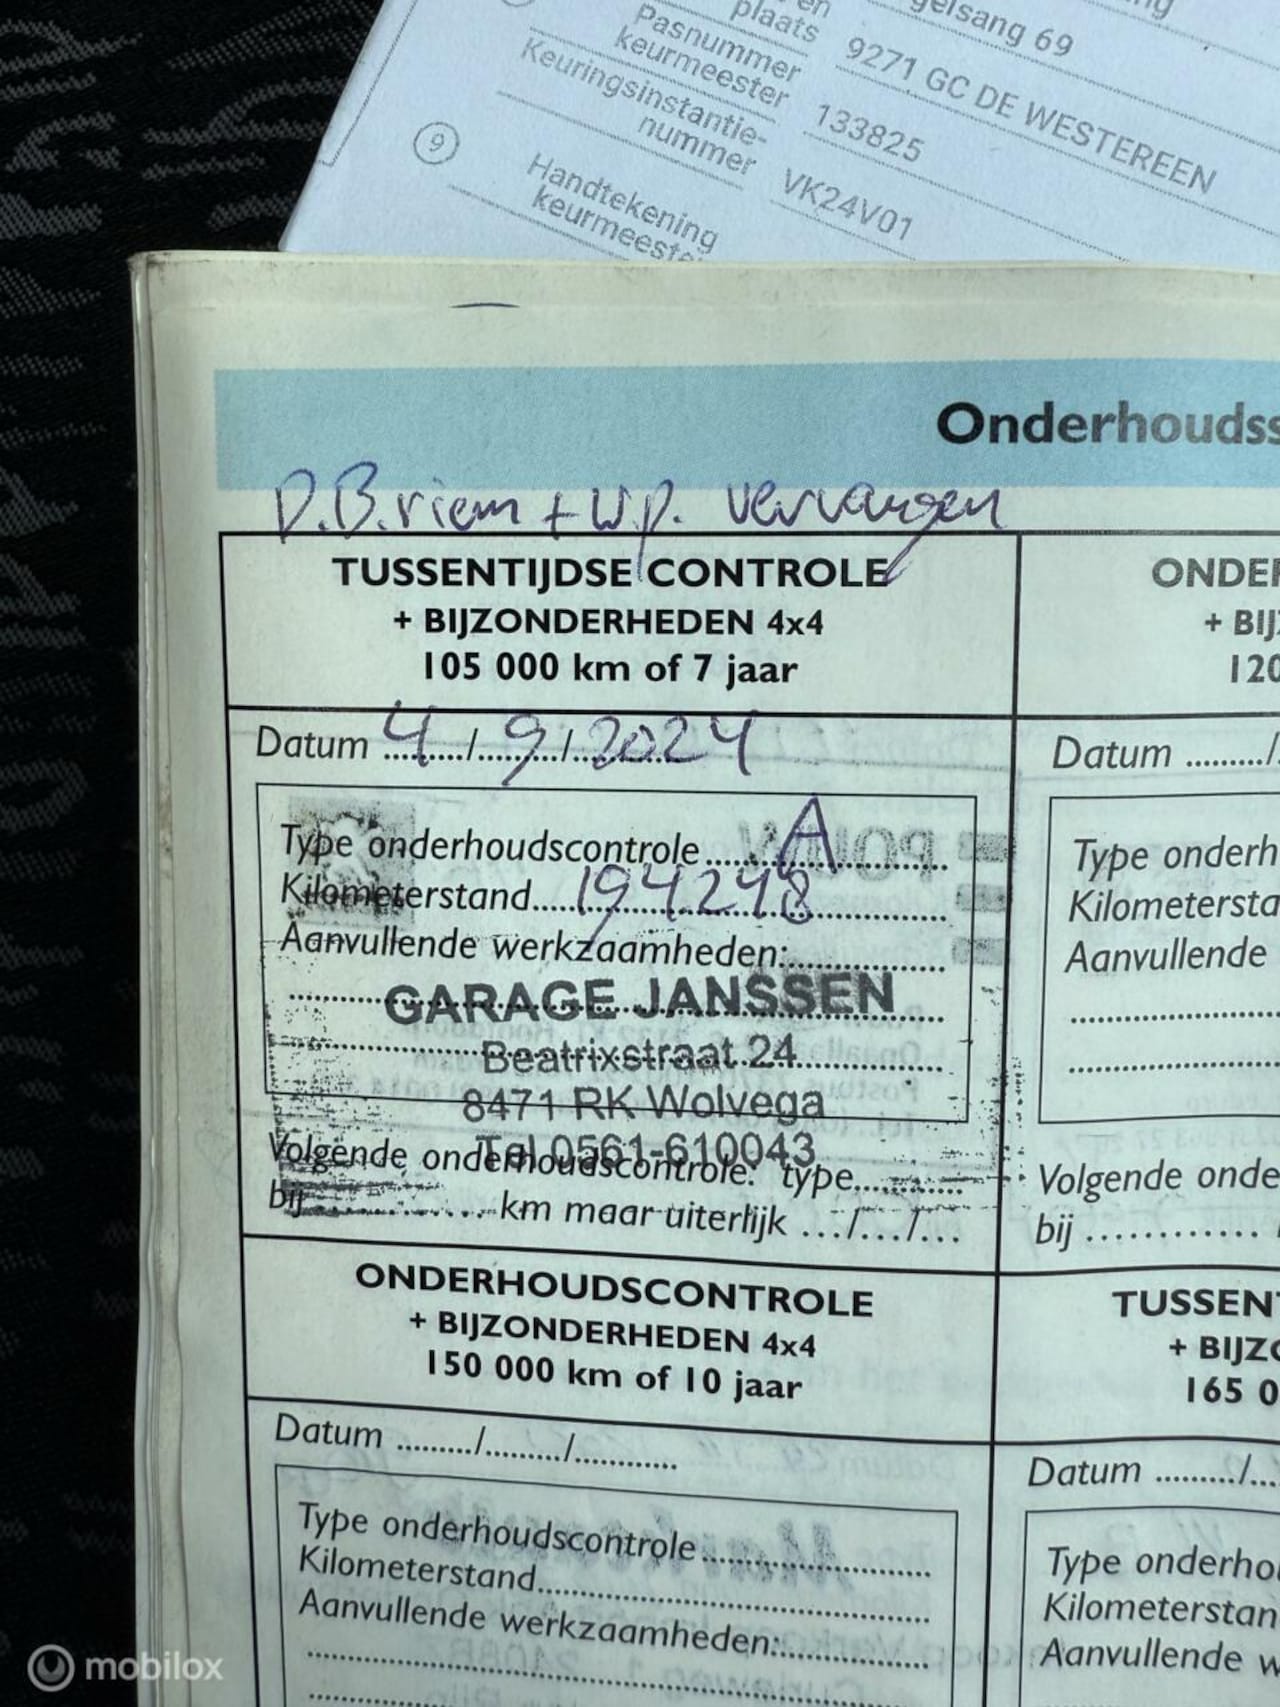 gelsang 69
plaats
9271 GC DE WESTEREEN
Pasnummer
keurmeester
133825
Keuringsinstantie-
nummer
VK24V01
9
Handtekening
keurmeeste
Onderhouds
D.B.riem + w.p. vervangen
TUSSENTIJDSE CONTROLE
+ BIJZONDERHEDEN 4x4
105 000 km of 7 jaar
Datum 4/9/2024
Type onderhoudscontrole A
Kilometerstand 194248
Aanvullende werkzaamheden:
GARAGE JANSSEN
Beatrixstraat 24
8471 RK Wolvega
Tel 0561-610043
Volgende onderhoudscontrole: type
bij km maar uiterlijk .../.../...
ONDER
+ BIJ
120
Datum ........./
Type onderh
Kilometersta
Aanvullende
Volgende onde
bij
ONDERHOUDSCONTROLE
+ BIJZONDERHEDEN 4x4
150 000 km of 10 jaar
Datum ........./........./............
Type onderhoudscontrole
Kilometerstand
Aanvullende werkzaamheden:
TUSSEN
+ BIJZ
165 0
Datum ........./...
Type onderho
Kilometerstan
Aanvullende w
mobilox